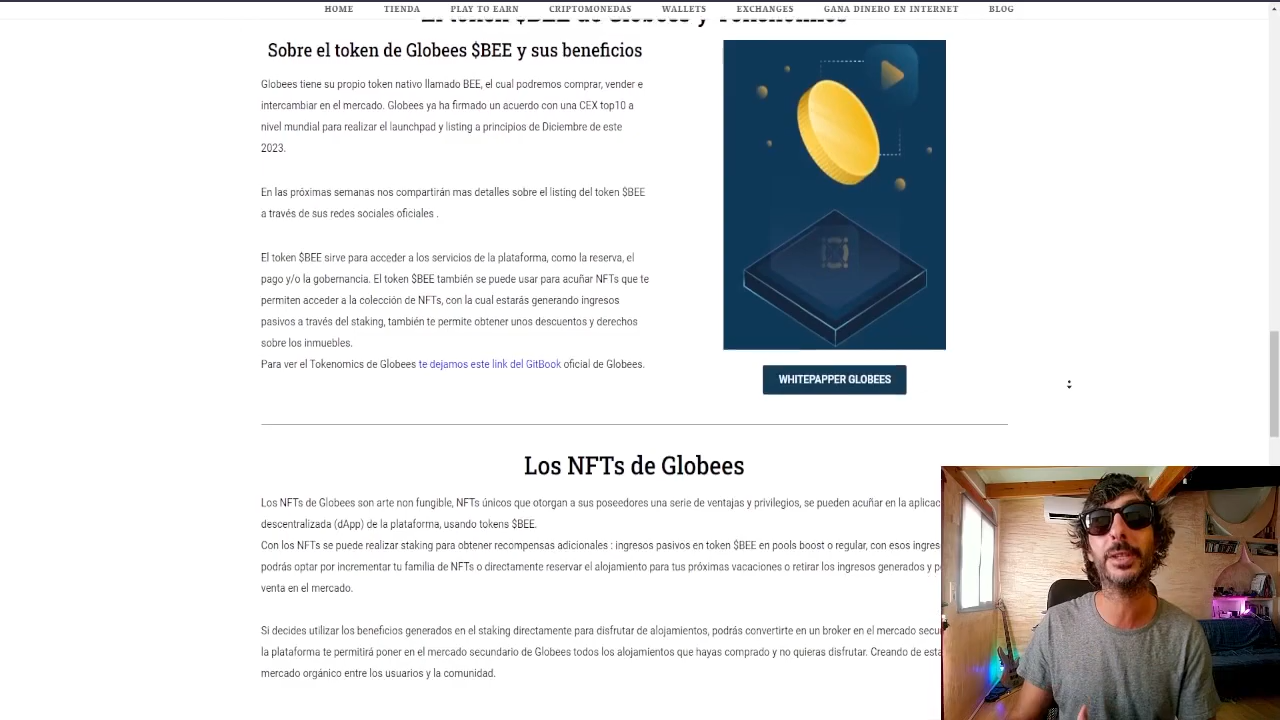 HOME TIENDA PLAY TO EARN CRIPTOMONEDAS WALLETS EXCHANGES GANA DINERO EN INTERNET BLOG
El token $BEE de Globees y Tokenomics
Sobre el token de Globees $BEE y sus beneficios
Globees tiene su propio token nativo llamado BEE, el cual podremos comprar, vender e
intercambiar en el mercado. Globees ya ha firmado un acuerdo con una CEX top10 a
nivel mundial para realizar el launchpad y listing a principios de Diciembre de este
2023.
En las próximas semanas nos compartirán mas detalles sobre el listing del token $BEE
a través de sus redes sociales oficiales .
El token $BEE sirve para acceder a los servicios de la plataforma, como la reserva, el
pago y/o la gobernancia. El token $BEE también se puede usar para acuñar NFTs que te
permiten acceder a la colección de NFTs, con la cual estarás generando ingresos
pasivos a través del staking, también te permite obtener unos descuentos y derechos
sobre los inmuebles.
Para ver el Tokenomics de Globees te dejamos este link del GitBook oficial de Globees.
WHITEPAPPER GLOBEES
Los NFTs de Globees
Los NFTs de Globees son arte non fungible, NFTs únicos que otorgan a sus poseedores una serie de ventajas y privilegios, se pueden acuñar en la aplicac
descentralizada (dApp) de la plataforma, usando tokens $BEE.
Con los NFTs se puede realizar staking para obtener recompensas adicionales : ingresos pasivos en token $BEE en pools boost o regular, con esos ingres
podrás optar por incrementar tu familia de NFTs o directamente reservar el alojamiento para tus próximas vacaciones o retirar los ingresos generados y p
venta en el mercado.
Si decides utilizar los beneficios generados en el staking directamente para disfrutar de alojamientos, podrás convertirte en un broker en el mercado secu
la plataforma te permitirá poner en el mercado secundario de Globees todos los alojamientos que hayas comprado y no quieras disfrutar. Creando de esta
mercado orgánico entre los usuarios y la comunidad.